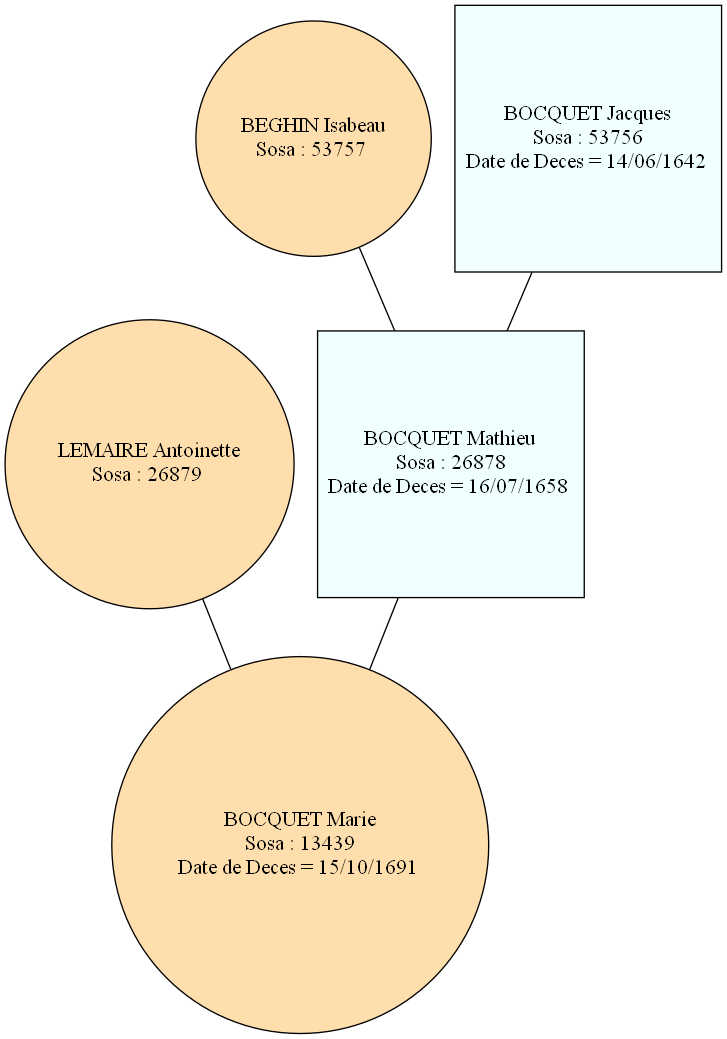 BEGHIN Isabeau
Sosa : 53757
BOCQUET Jacques
Sosa : 53756
Date de Deces = 14/06/1642
LEMAIRE Antoinette
Sosa : 26879
BOCQUET Mathieu
Sosa : 26878
Date de Deces = 16/07/1658
BOCQUET Marie
Sosa : 13439
Date de Deces = 15/10/1691